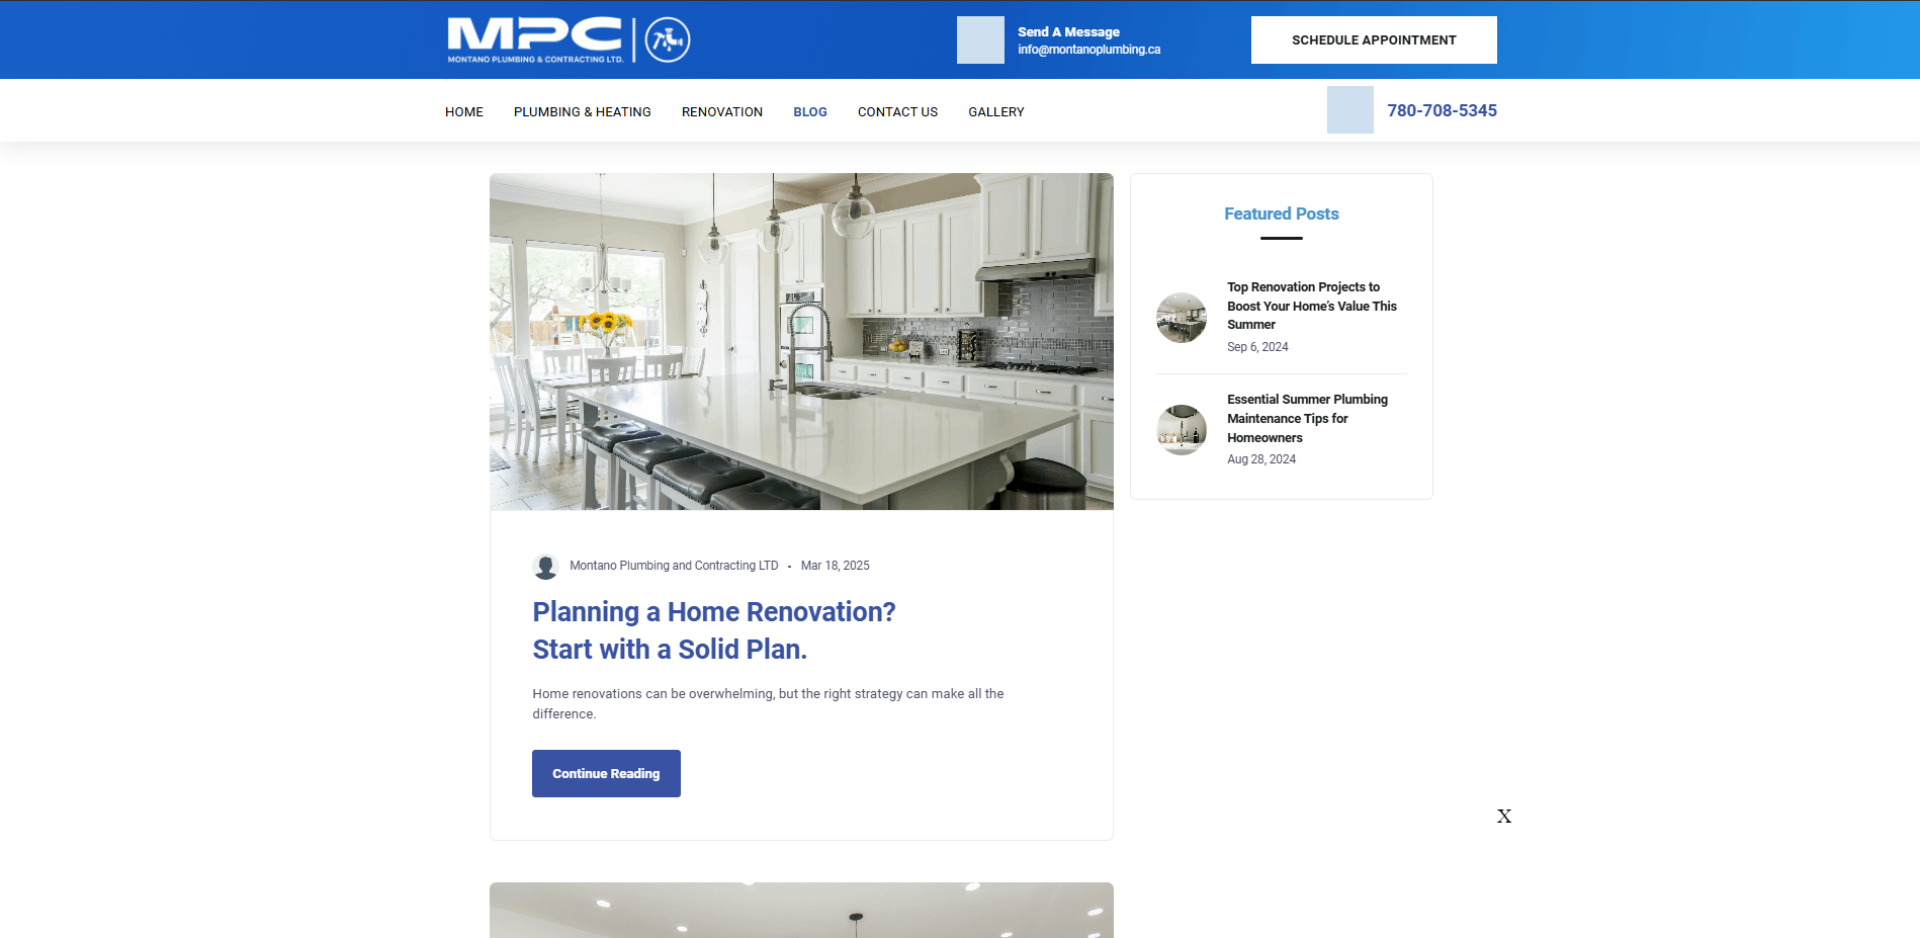 MPC
MONTANO PLUMBING & CONTRACTING LTD.
Send A Message
info@montanoplumbing.ca
SCHEDULE APPOINTMENT
HOME
PLUMBING & HEATING
RENOVATION
BLOG
CONTACT US
GALLERY
780-708-5345
Montano Plumbing and Contracting LTD • Mar 18, 2025
Planning a Home Renovation?
Start with a Solid Plan.
Home renovations can be overwhelming, but the right strategy can make all the
difference.
Continue Reading
Featured Posts
Top Renovation Projects to
Boost Your Home's Value This
Summer
Sep 6, 2024
Essential Summer Plumbing
Maintenance Tips for
Homeowners
Aug 28, 2024
X